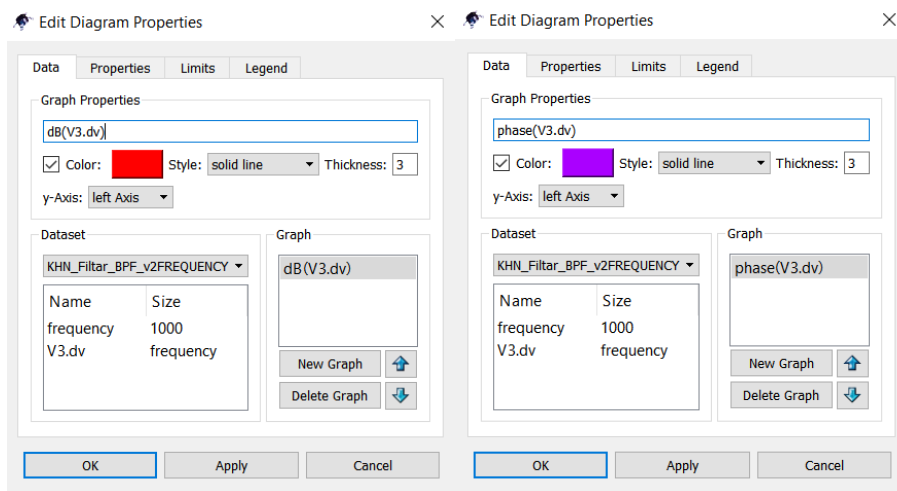 Edit Diagram Properties
Data Properties Limits Legend
Graph Properties
dB(V3.dv)
Color: Style: solid line Thickness: 3
y-Axis: left Axis
Dataset
KHN_Filtar_BPF_v2FREQUENCY
Name Size
frequency 1000
V3.dv frequency
Graph
dB(V3.dv)
New Graph
Delete Graph
OK Apply Cancel
Edit Diagram Properties
Data Properties Limits Legend
Graph Properties
phase(V3.dv)
Color: Style: solid line Thickness: 3
y-Axis: left Axis
Dataset
KHN_Filtar_BPF_v2FREQUENCY
Name Size
frequency 1000
V3.dv frequency
Graph
phase(V3.dv)
New Graph
Delete Graph
OK Apply Cancel